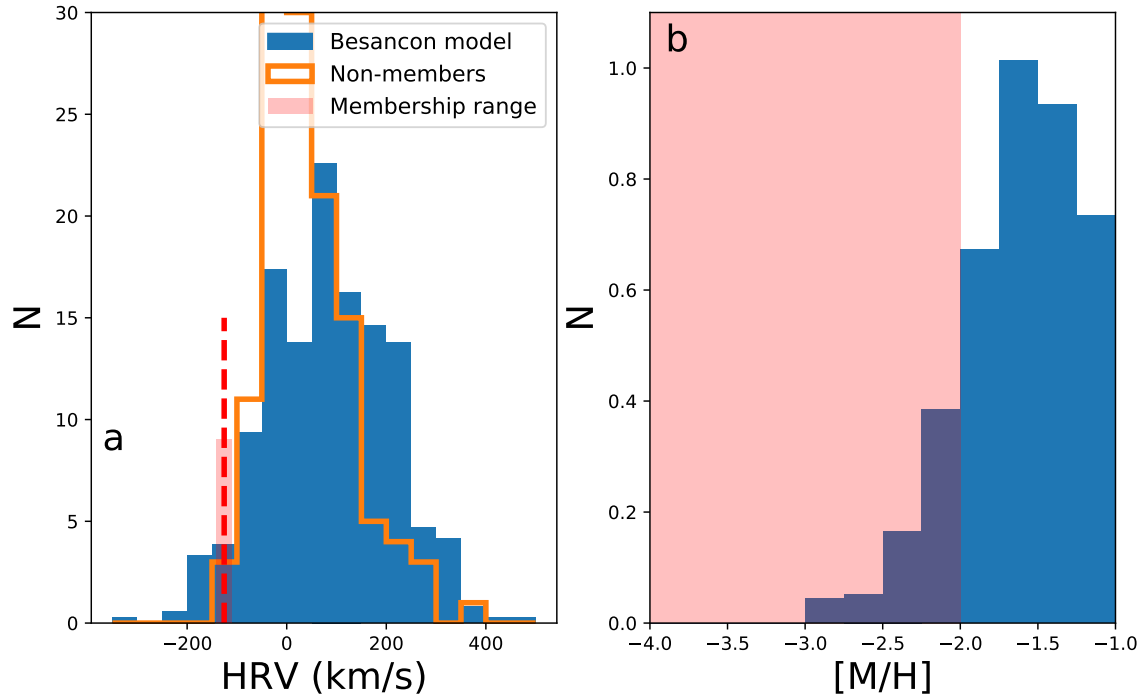 30
25
20
15
10
5
0
N
−200
0
200
400
HRV (km/s)
a
Besancon model
Non-members
Membership range
b
1.0
0.8
0.6
0.4
0.2
0.0
N
−4.0
−3.5
−3.0
−2.5
−2.0
−1.5
−1.0
[M/H]